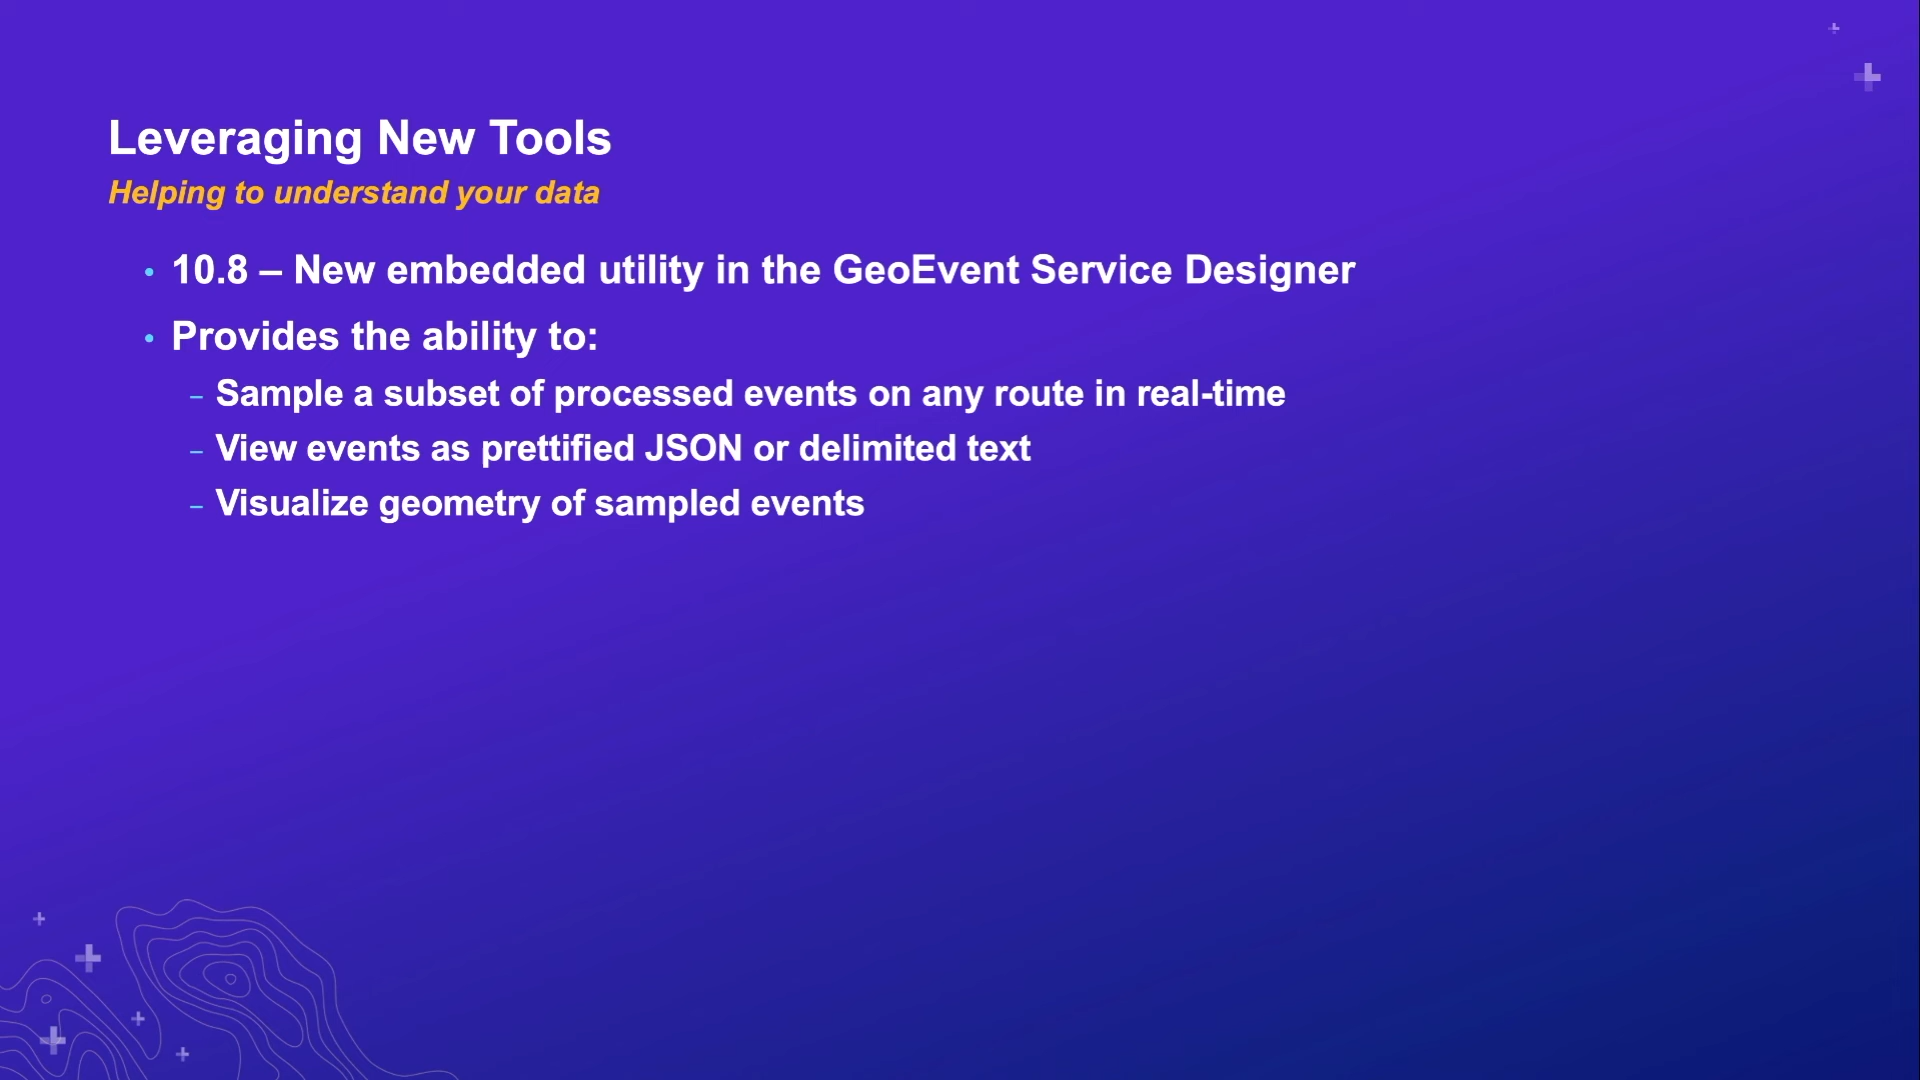 Leveraging New Tools
Helping to understand your data
• 10.8 – New embedded utility in the GeoEvent Service Designer
• Provides the ability to:
– Sample a subset of processed events on any route in real-time
– View events as prettified JSON or delimited text
– Visualize geometry of sampled events